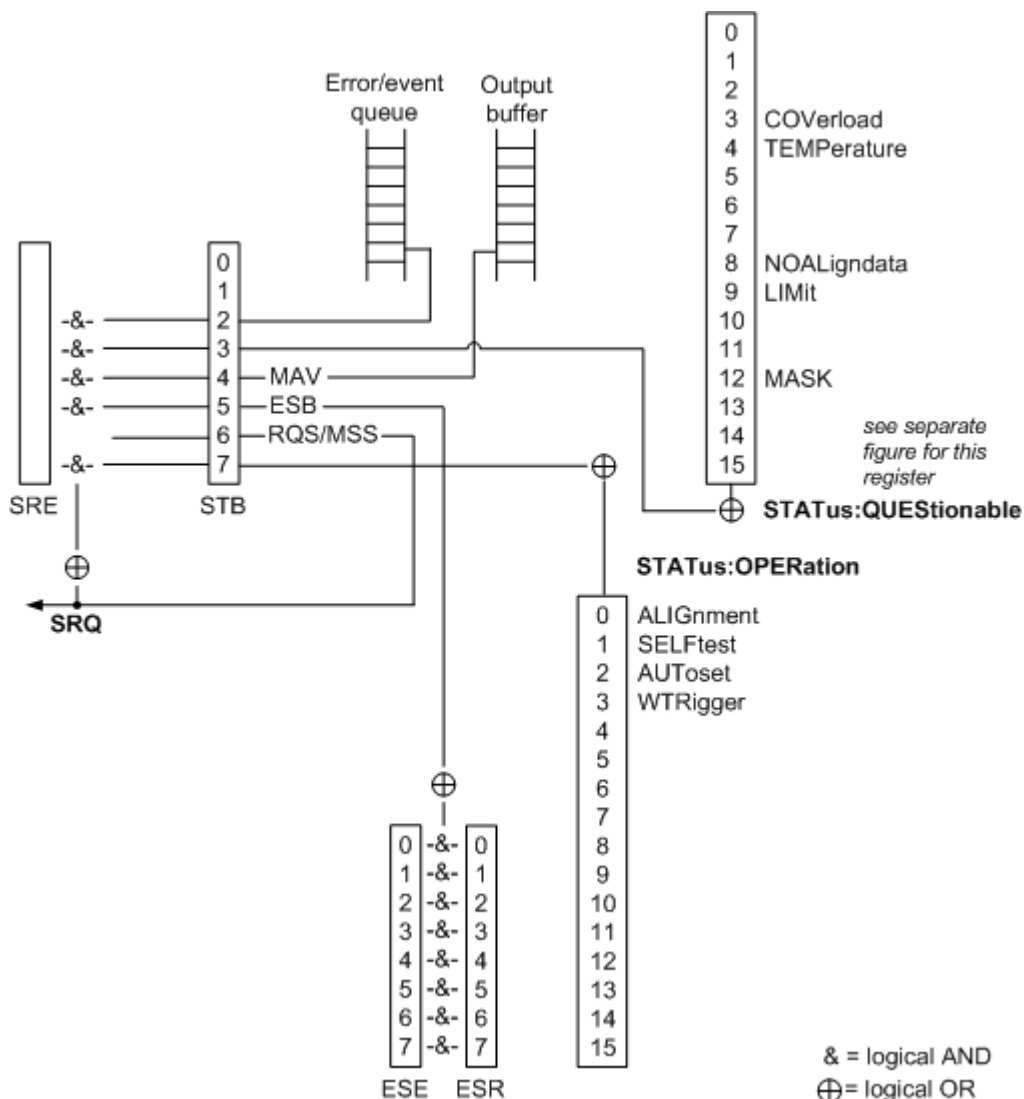 Error/event
queue
Output
buffer
0
1
2
3 COVerload
4 TEMPerature
5
6
7
8 NOALigndata
9 LIMit
10
11
12 MASK
13
14
15
see separate
figure for this
register
STATus:QUEStionable
0
1
-&- 2
-&- 3
-&- 4 MAV
-&- 5 ESB
6 RQS/MSS
-&- 7
SRE STB
SRQ
STATus:OPERation
0 ALIGnment
1 SELFtest
2 AUToset
3 WTRigger
4
5
6
7
8
9
10
11
12
13
14
15
0 -&- 0
1 -&- 1
2 -&- 2
3 -&- 3
4 -&- 4
5 -&- 5
6 -&- 6
7 -&- 7
ESE ESR
& = logical AND
⊕ = logical OR